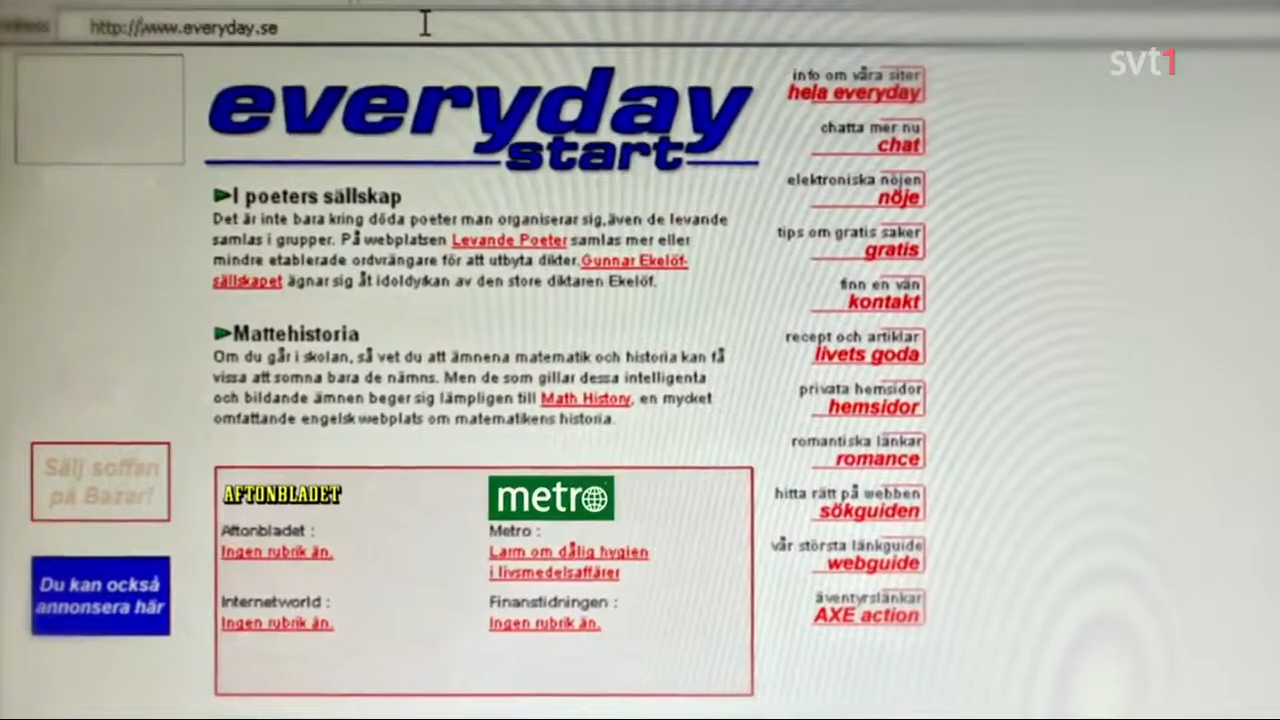 http://www.everyday.se
svt1
everyday
start
I poeters sällskap
Det är inte bara kring döda poeter man organiserar sig,även de levande
samlas i grupper. På webplatsen Levande Poeter samlas mer eller
mindre etablerade ordvrängare för att utbyta dikter.Gunnar Ekelöf-
sällskapet ägnar sig åt idoldyrkan av den store diktaren Ekelöf.
Mattehistoria
Om du går i skolan, så vet du att ämnena matematik och historia kan få
vissa att somna bara de nämns. Men de som gillar dessa intelligenta
och bildande ämnen beger sig lämpligen till Math History, en mycket
omfattande engelsk webplats om matematikens historia.
Sälj soffan
på Bazar!
Du kan också
annonsera här
AFTONBLADET
Aftonbladet :
Ingen rubrik än.
Internetworld :
Ingen rubrik än.
metro
Metro :
Larm om dålig hygien
i livsmedelsaffärer
Finanstidningen :
Ingen rubrik än.
info om våra siter
hela everyday
chatta mer nu
chat
elektroniska nöjen
nöje
tips om gratis saker
gratis
finn en vän
kontakt
recept och artiklar
livets goda
privata hemsidor
hemsidor
romantiska länkar
romance
hitta rätt på webben
sökguiden
vår största länkguide
webguide
äventyrslänkar
AXE action